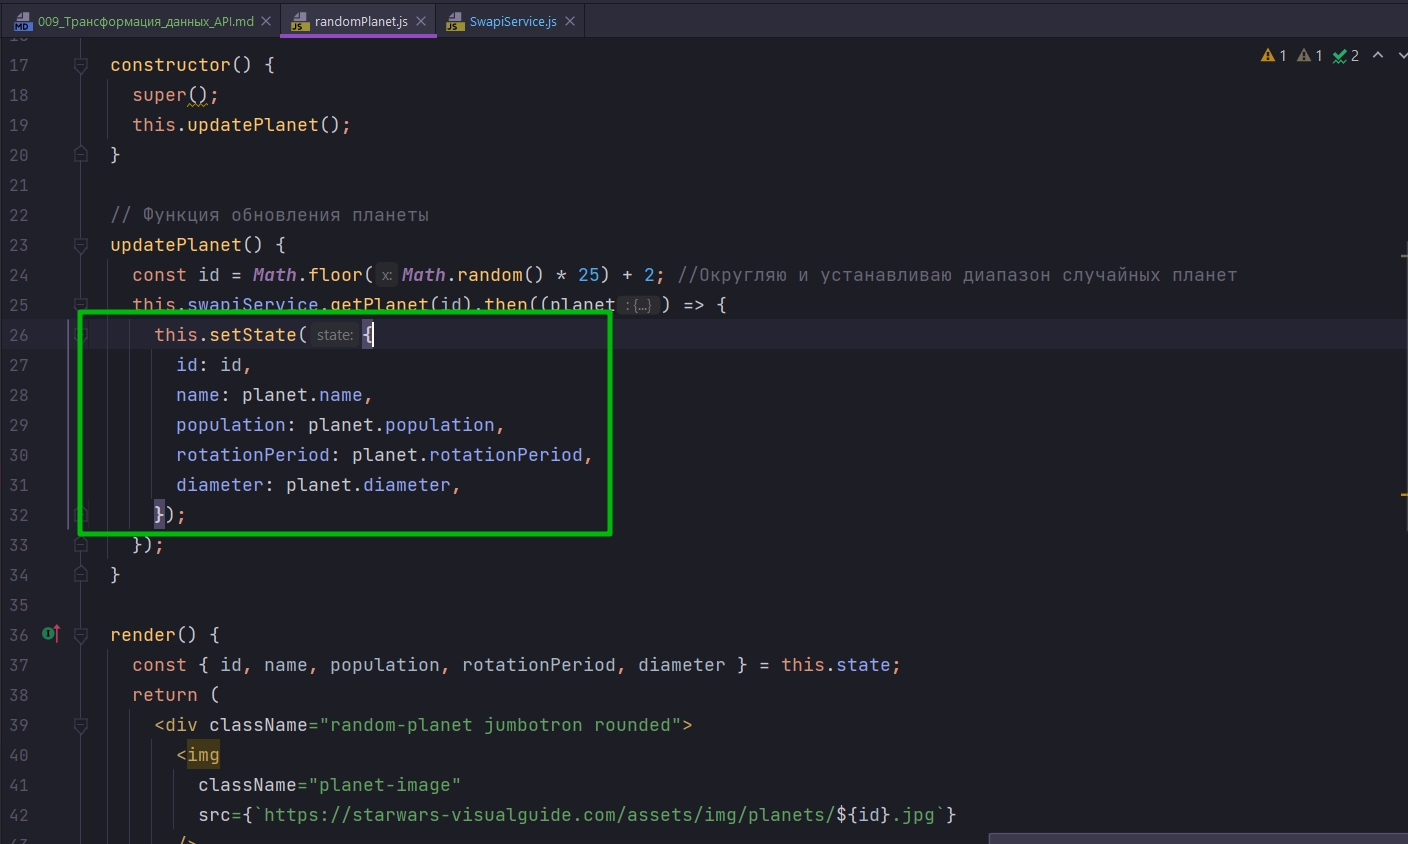 MD 009_Трансформация_данных_API.md JS randomPlanet.js JS SwapiService.js
1 1 2
17 constructor() {
18 super();
19 this.updatePlanet();
20 }
21
22 // Функция обновления планеты
23 updatePlanet() {
24 const id = Math.floor( x: Math.random() * 25) + 2; //Округляю и устанавливаю диапазон случайных планет
25 this.swapiService.getPlanet(id).then((planet : {...} ) => {
26 this.setState( state: {
27 id: id,
28 name: planet.name,
29 population: planet.population,
30 rotationPeriod: planet.rotationPeriod,
31 diameter: planet.diameter,
32 });
33 });
34 }
35
36 render() {
37 const { id, name, population, rotationPeriod, diameter } = this.state;
38 return (
39 <div className="random-planet jumbotron rounded">
40 <img
41 className="planet-image"
42 src={`https://starwars-visualguide.com/assets/img/planets/${id}.jpg`}
/>